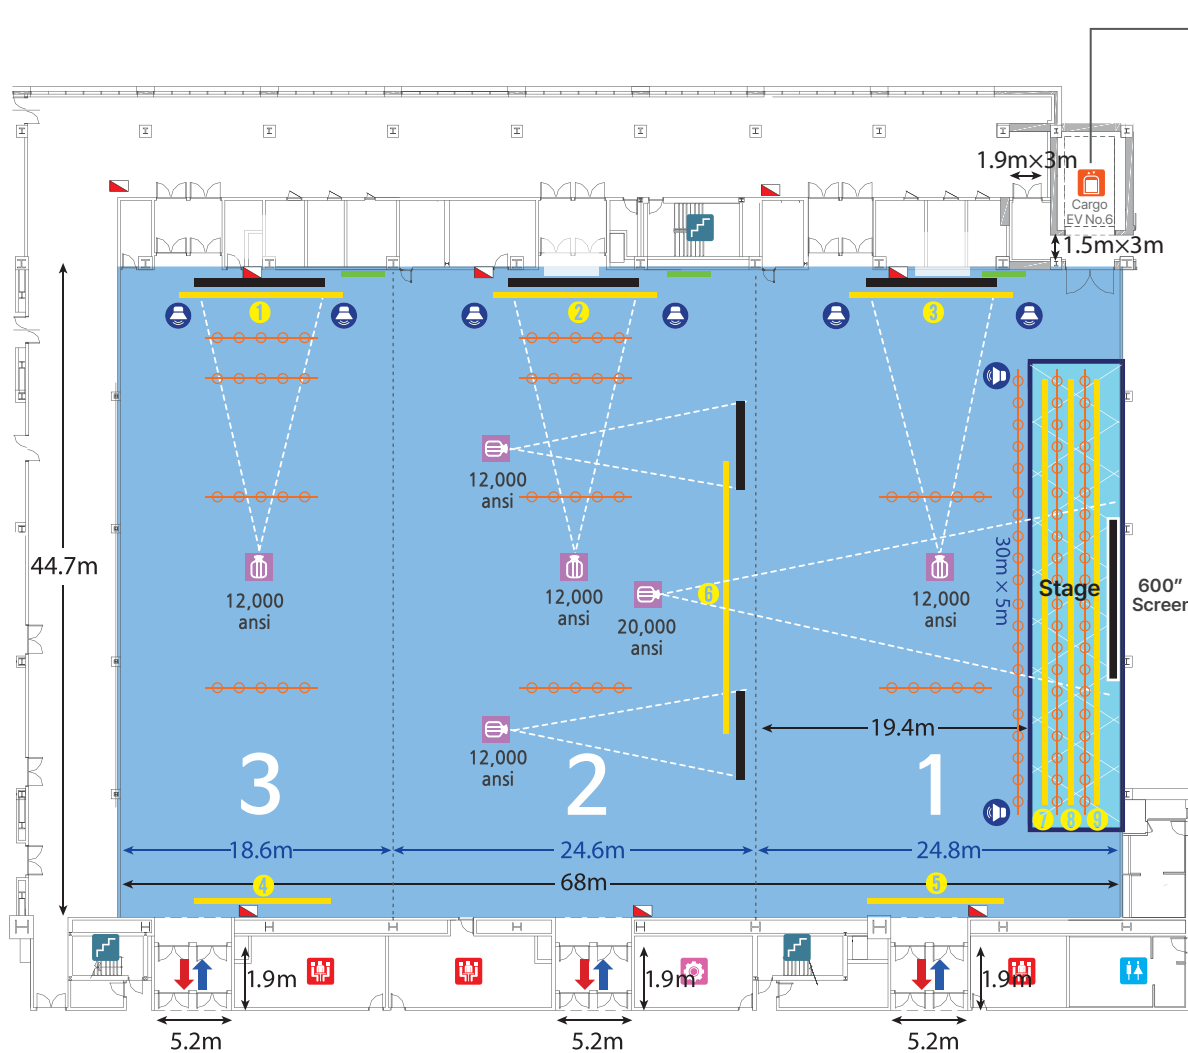 1.9m×3m
Cargo
EV No.6
1.5m×3m
1
2
3
12,000
ansi
44.7m
12,000
ansi
12,000
ansi
6
20,000
ansi
12,000
ansi
30m × 5m
Stage
600”
Screen
19.4m
12,000
ansi
3
2
1
7
8
9
18.6m
24.6m
24.8m
68m
4
5
1.9m
1.9m
1.9m
5.2m
5.2m
5.2m